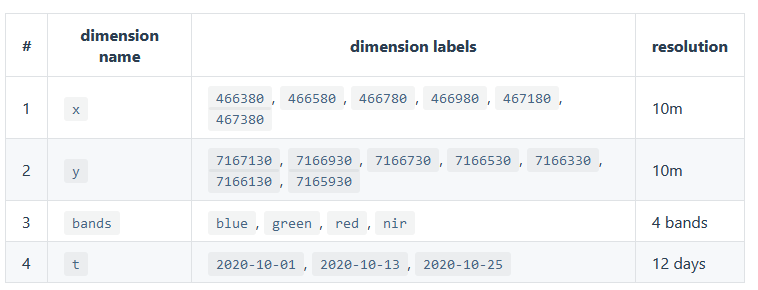 # dimension name dimension labels resolution
1 x 466380 , 466580 , 466780 , 466980 , 467180 , 467380 10m
2 y 7167130 , 7166930 , 7166730 , 7166530 , 7166330 , 7166130 , 7165930 10m
3 bands blue , green , red , nir 4 bands
4 t 2020-10-01 , 2020-10-13 , 2020-10-25 12 days